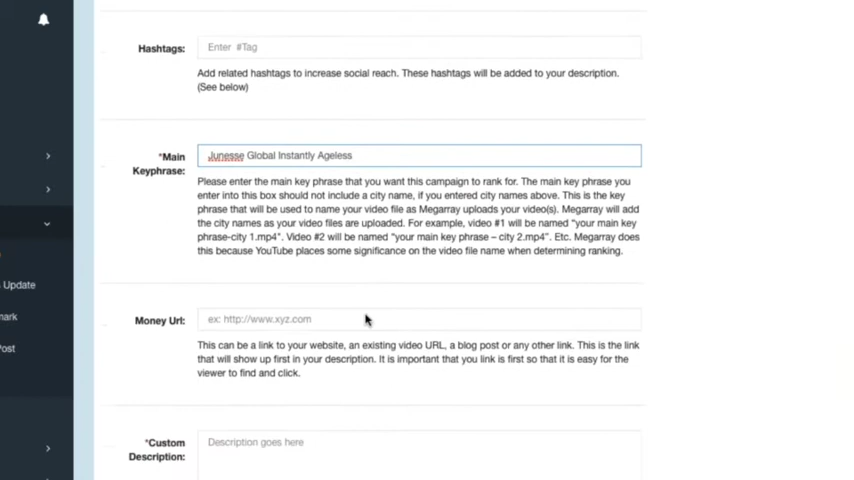 Hashtags:
Enter #Tag
Add related hashtags to increase social reach. These hashtags will be added to your description.
(See below)
*Main
Keyphrase:
Junesse Global Instantly Ageless
Please enter the main key phrase that you want this campaign to rank for. The main key phrase you
enter into this box should not include a city name, if you entered city names above. This is the key
phrase that will be used to name your video file as Megarray uploads your video(s). Megarray will add
the city names as your video files are uploaded. For example, video #1 will be named "your main key
phrase-city 1.mp4". Video #2 will be named "your main key phrase – city 2.mp4". Etc. Megarray does
this because YouTube places some significance on the video file name when determining ranking.
s Update
mark
Post
Money Url:
ex: http://www.xyz.com
This can be a link to your website, an existing video URL, a blog post or any other link. This is the link
that will show up first in your description. It is important that you link is first so that it is easy for the
viewer to find and click.
*Custom
Description:
Description goes here